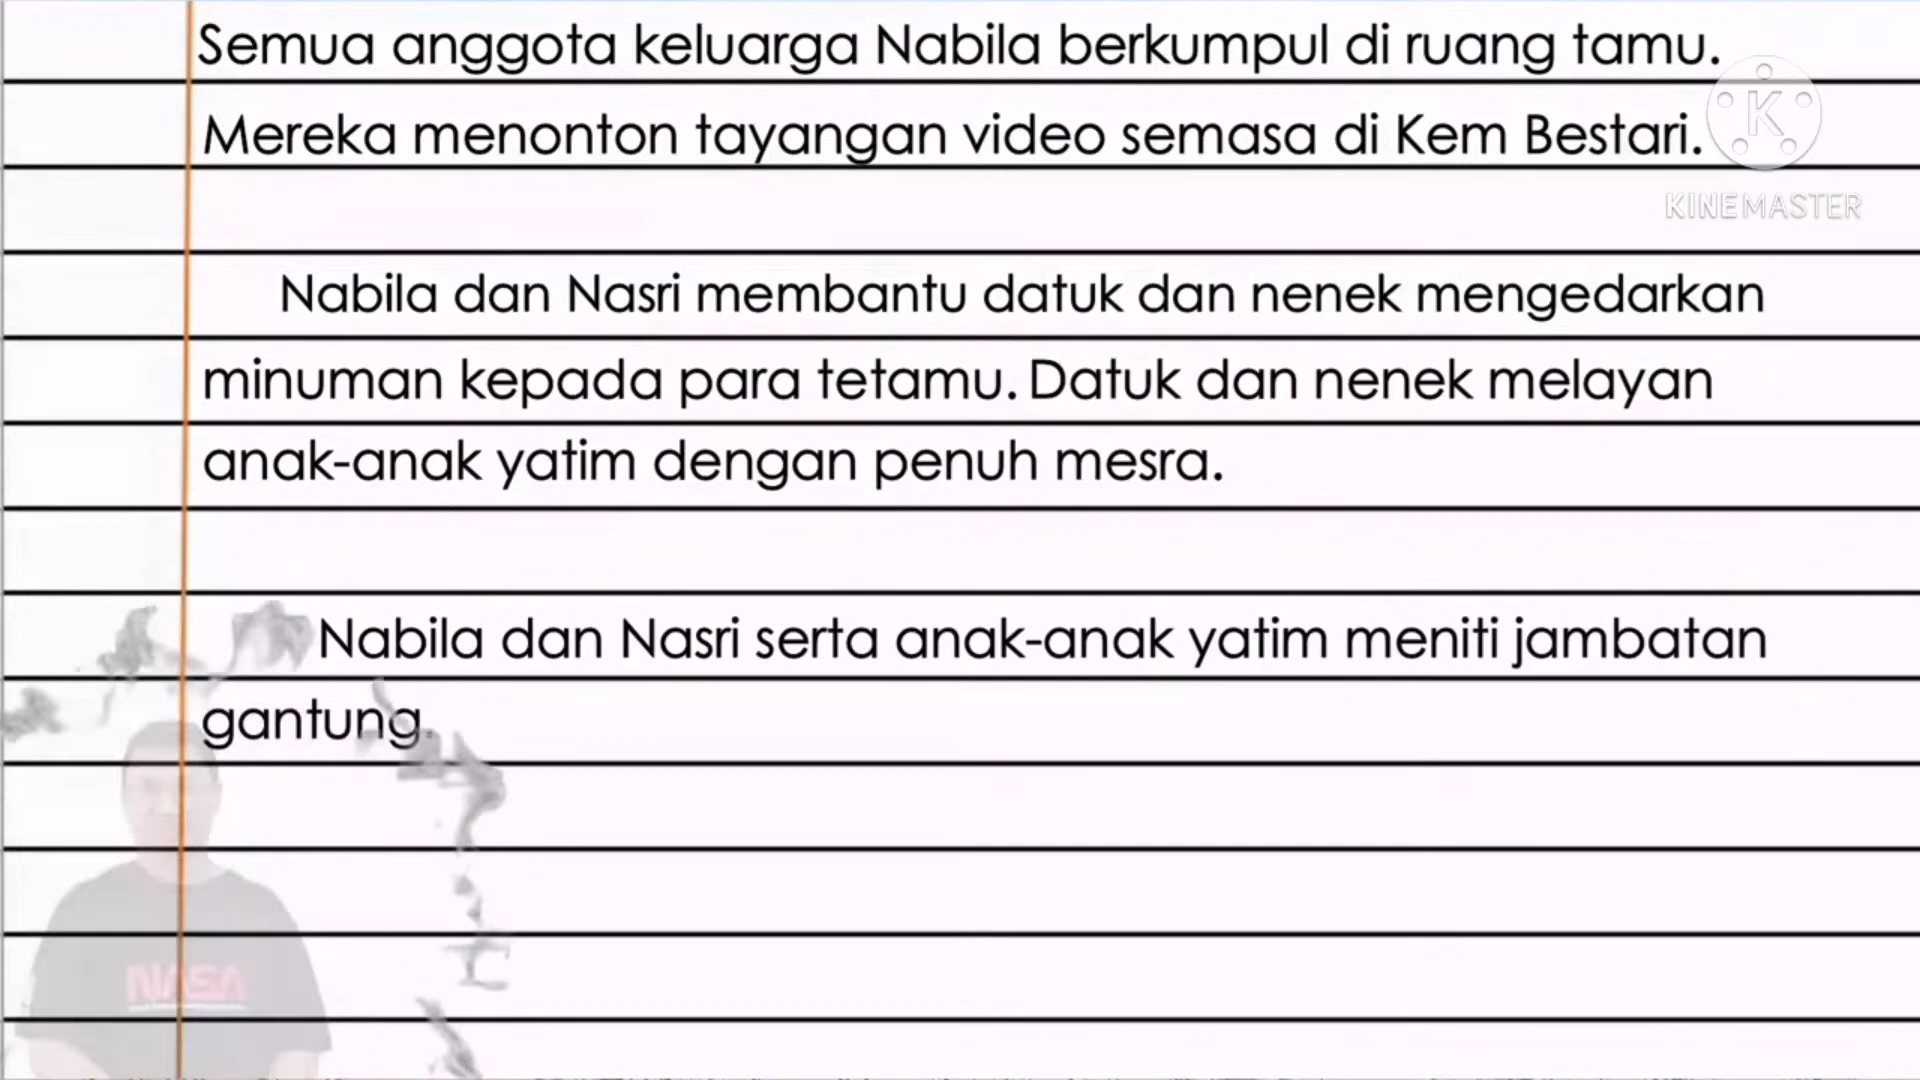 Semua anggota keluarga Nabila berkumpul di ruang tamu.
Mereka menonton tayangan video semasa di Kem Bestari.
KINEMASTER
Nabila dan Nasri membantu datuk dan nenek mengedarkan
minuman kepada para tetamu. Datuk dan nenek melayan
anak-anak yatim dengan penuh mesra.
Nabila dan Nasri serta anak-anak yatim meniti jambatan
gantung.
NASA